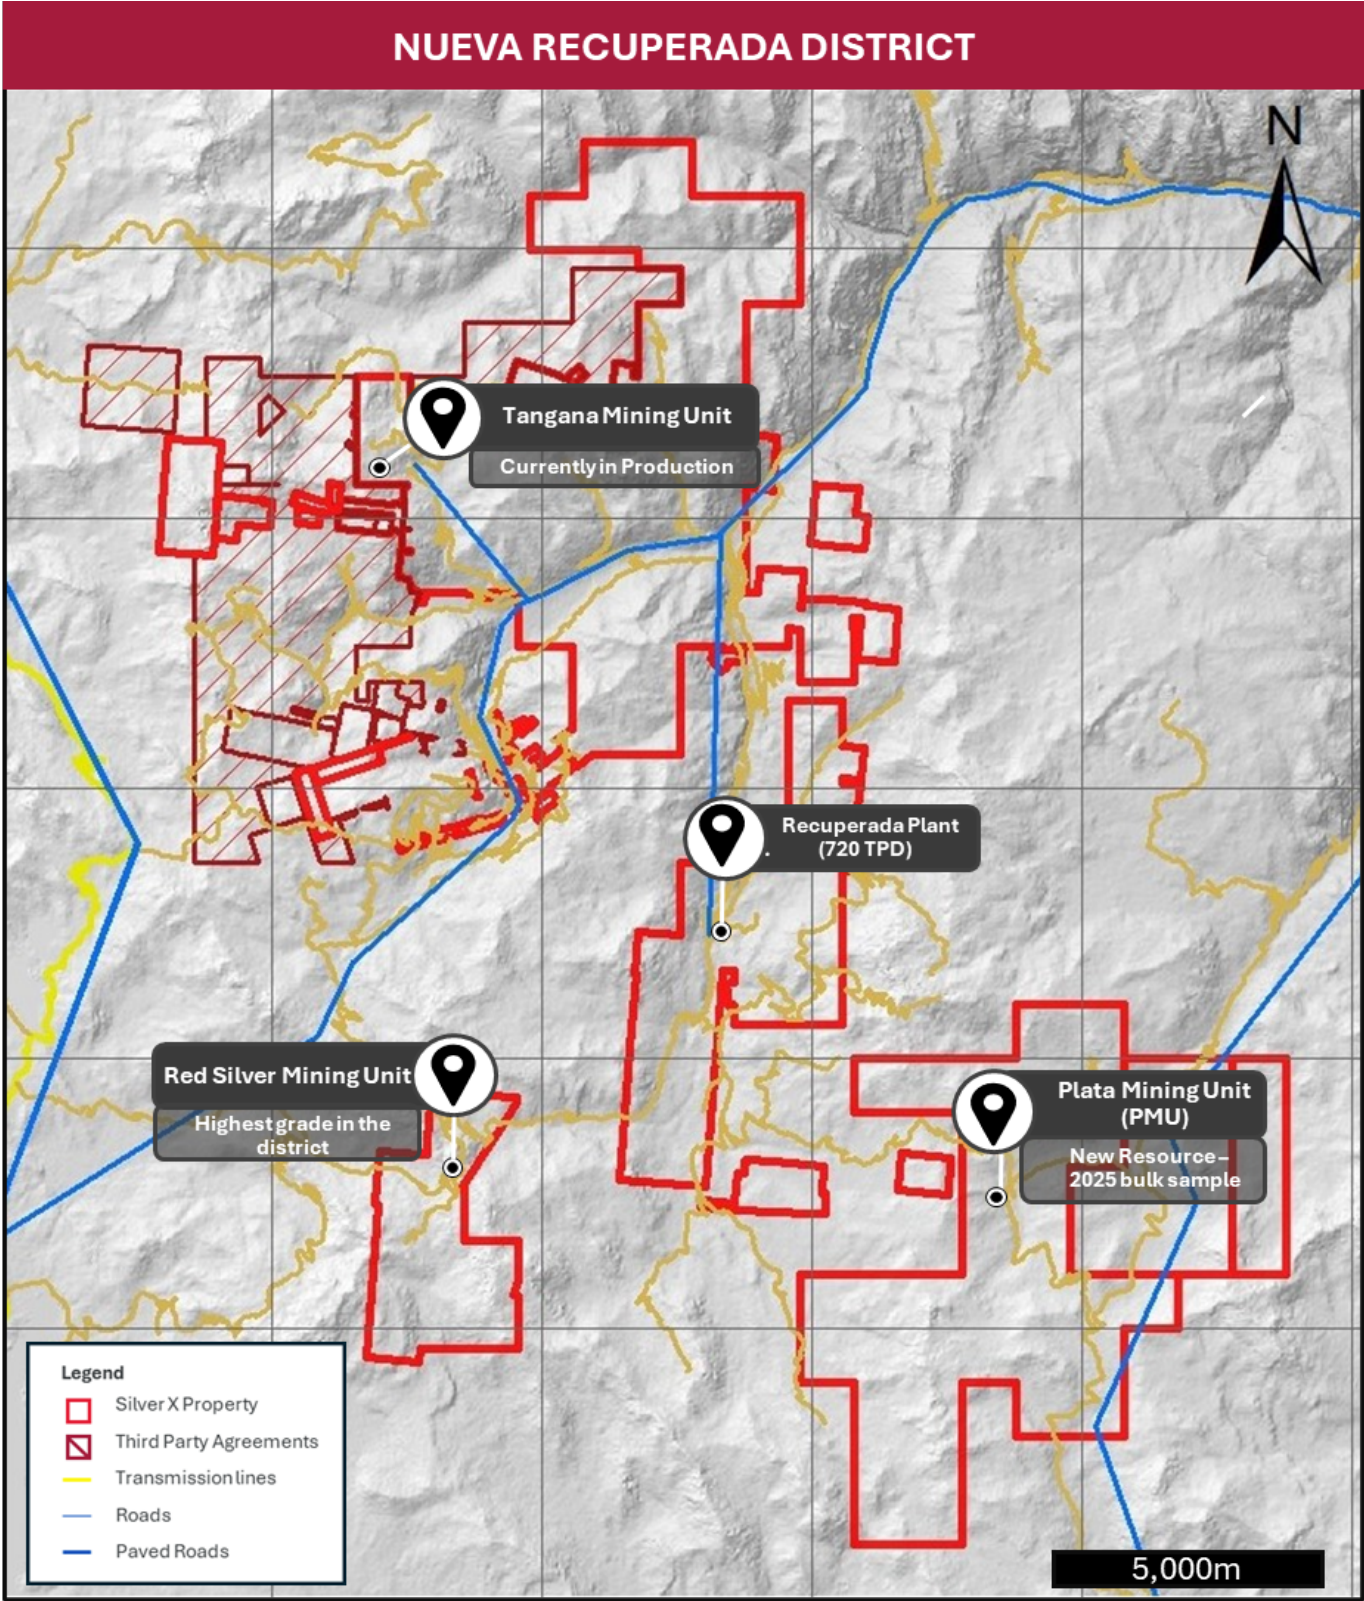 NUEVA RECUPERADA DISTRICT
N
Tangana Mining Unit
Currently in Production
Recuperada Plant
(720 TPD)
Red Silver Mining Unit
Highest grade in the
district
Plata Mining Unit
(PMU)
New Resource –
2025 bulk sample
Legend
Silver X Property
Third Party Agreements
Transmission lines
Roads
Paved Roads
5,000m